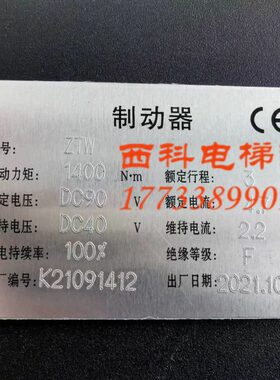 制动器 CE
号: ZTW 西科电梯
动力矩: 1400 N·m 额定行程: 3
17733899O
定电压: DC90 V 额定电流:
持电压: DC40 V 维持电流: 2.2
电持续率: 100% 绝缘等级: F
厂编号: K21091412 出厂日期: 2021.10